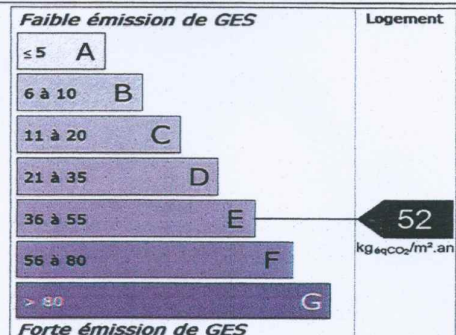 Faible émission de GES Logement
≤ 5 A
6 à 10 B
11 à 20 C
21 à 35 D
36 à 55 E 52
kgéqCO2/m².an
56 à 80 F
> 80 G
Forte émission de GES